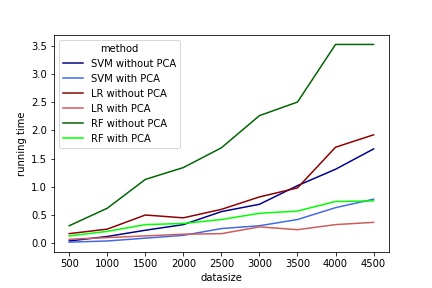 method
SVM without PCA
SVM with PCA
LR without PCA
LR with PCA
RF without PCA
RF with PCA
running time
3.5
3.0
2.5
2.0
1.5
1.0
0.5
0.0
500 1000 1500 2000 2500 3000 3500 4000 4500
datasize